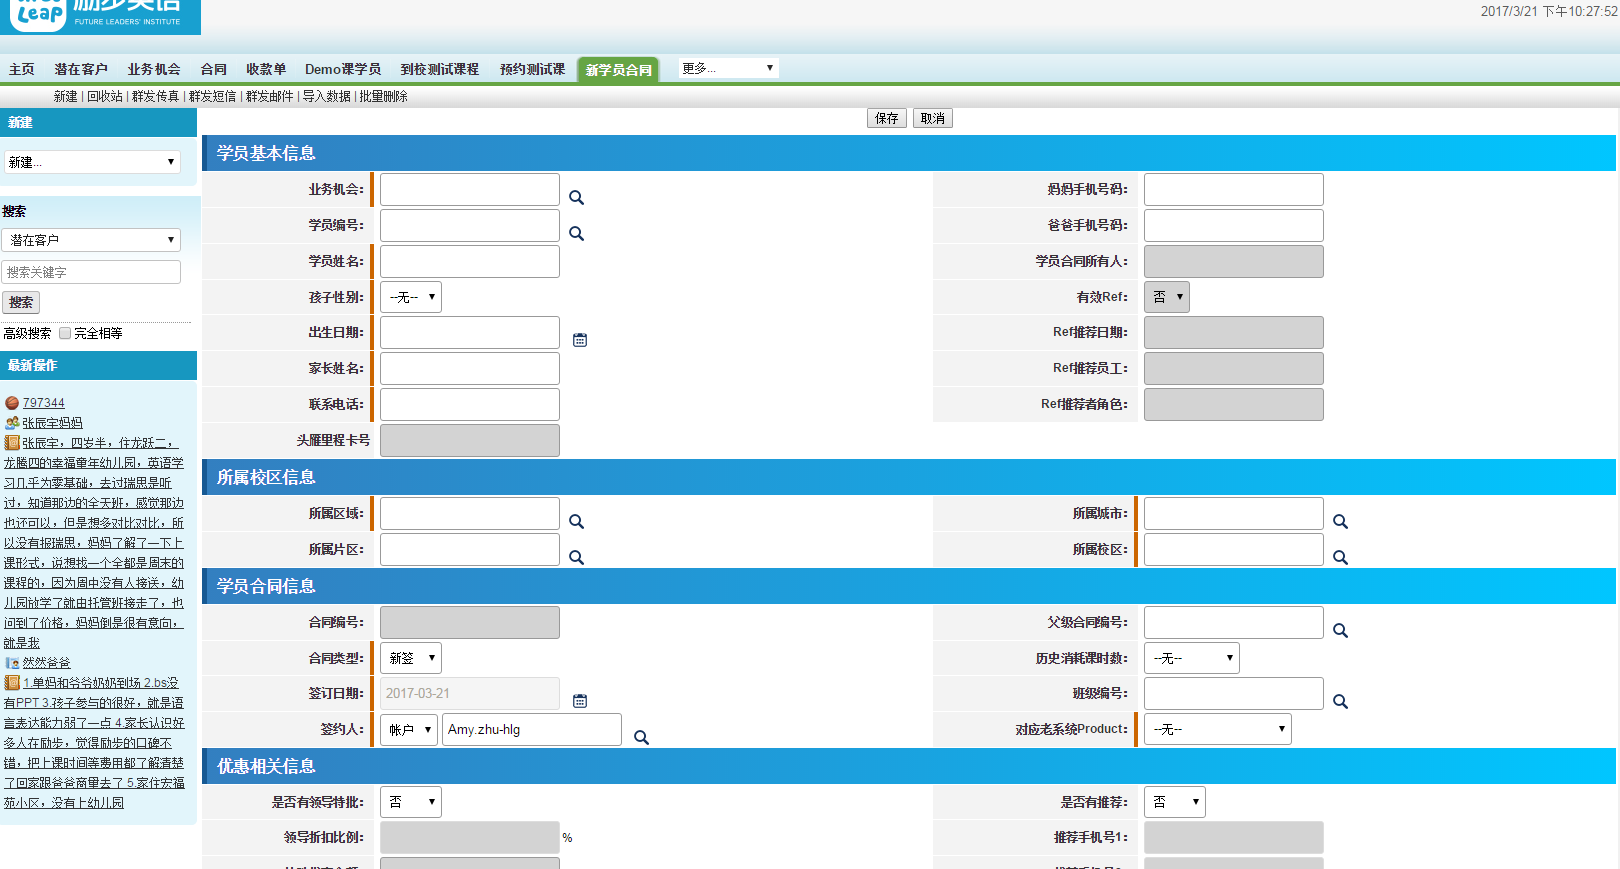 Leap
FUTURE LEADERS' INSTITUTE
2017/3/21 下午10:27:52
主页 潜在客户 业务机会 合同 收款单 Demo课学员 到校测试课程 预约测试课 新学员合同 更多...
新建 | 回收站 | 群发传真 | 群发短信 | 群发邮件 | 导入数据 | 批量删除
新建
新建...
搜索
潜在客户
搜索关键字
搜索
高级搜索 完全相等
最新操作
797344
张辰宇妈妈
张辰宇，四岁半，住龙跃二，
龙腾四的幸福童年幼儿园，英语学
习几乎为零基础，去过瑞思是听
过，知道那边的全天班，感觉那边
也还可以，但是想多对比对比，所
以没有报瑞思，妈妈了解了一下上
课形式，说想找一个全都是周末的
课程的，因为周中没有人接送，幼
儿园放学了就由托管班接走了，也
问到了价格，妈妈倒是很有意向，
就是我
然然爸爸
1.单妈和爷爷奶奶到场 2.bs没
有PPT 3.孩子参与的很好，就是语
言表达能力弱了一点 4.家长认识好
多人在励步，觉得励步的口碑不
错，把上课时间等费用都了解清楚
了回家跟爸爸商量去了 5.家住宏福
苑小区，没有上幼儿园
保存 取消
学员基本信息
业务机会： 妈妈手机号码：
学员编号： 爸爸手机号码：
学员姓名： 学员合同所有人：
孩子性别： --无-- 有效Ref： 否
出生日期： Ref推荐日期：
家长姓名： Ref推荐员工：
联系电话： Ref推荐者角色：
头雁里程卡号
所属校区信息
所属区域： 所属城市：
所属片区： 所属校区：
学员合同信息
合同编号： 父级合同编号：
合同类型： 新签 历史消耗课时数： --无--
签订日期： 2017-03-21 班级编号：
签约人： 帐户 Amy.zhu-hlg 对应老系统Product： --无--
优惠相关信息
是否有领导特批： 否 是否有推荐： 否
领导折扣比例： % 推荐手机号1：